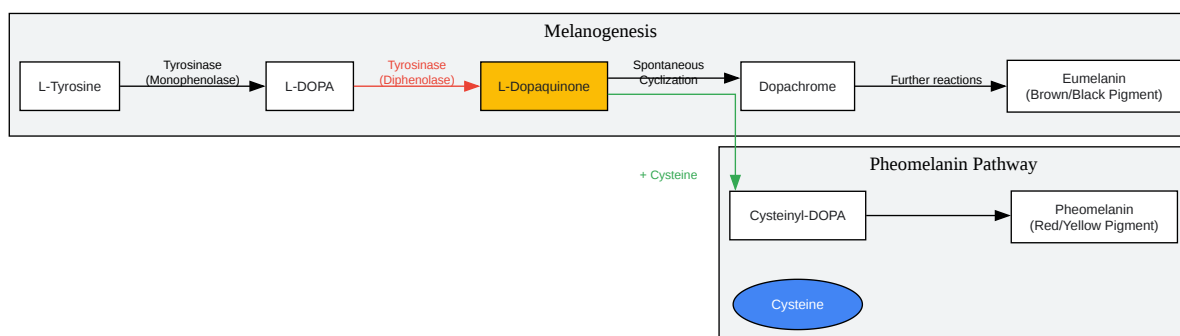 Melanogenesis
L-Tyrosine
Tyrosinase
(Monophenolase)
L-DOPA
Tyrosinase
(Diphenolase)
L-Dopaquinone
Spontaneous
Cyclization
Dopachrome
Further reactions
Eumelanin
(Brown/Black Pigment)
+ Cysteine
Pheomelanin Pathway
Cysteinyl-DOPA
Pheomelanin
(Red/Yellow Pigment)
Cysteine